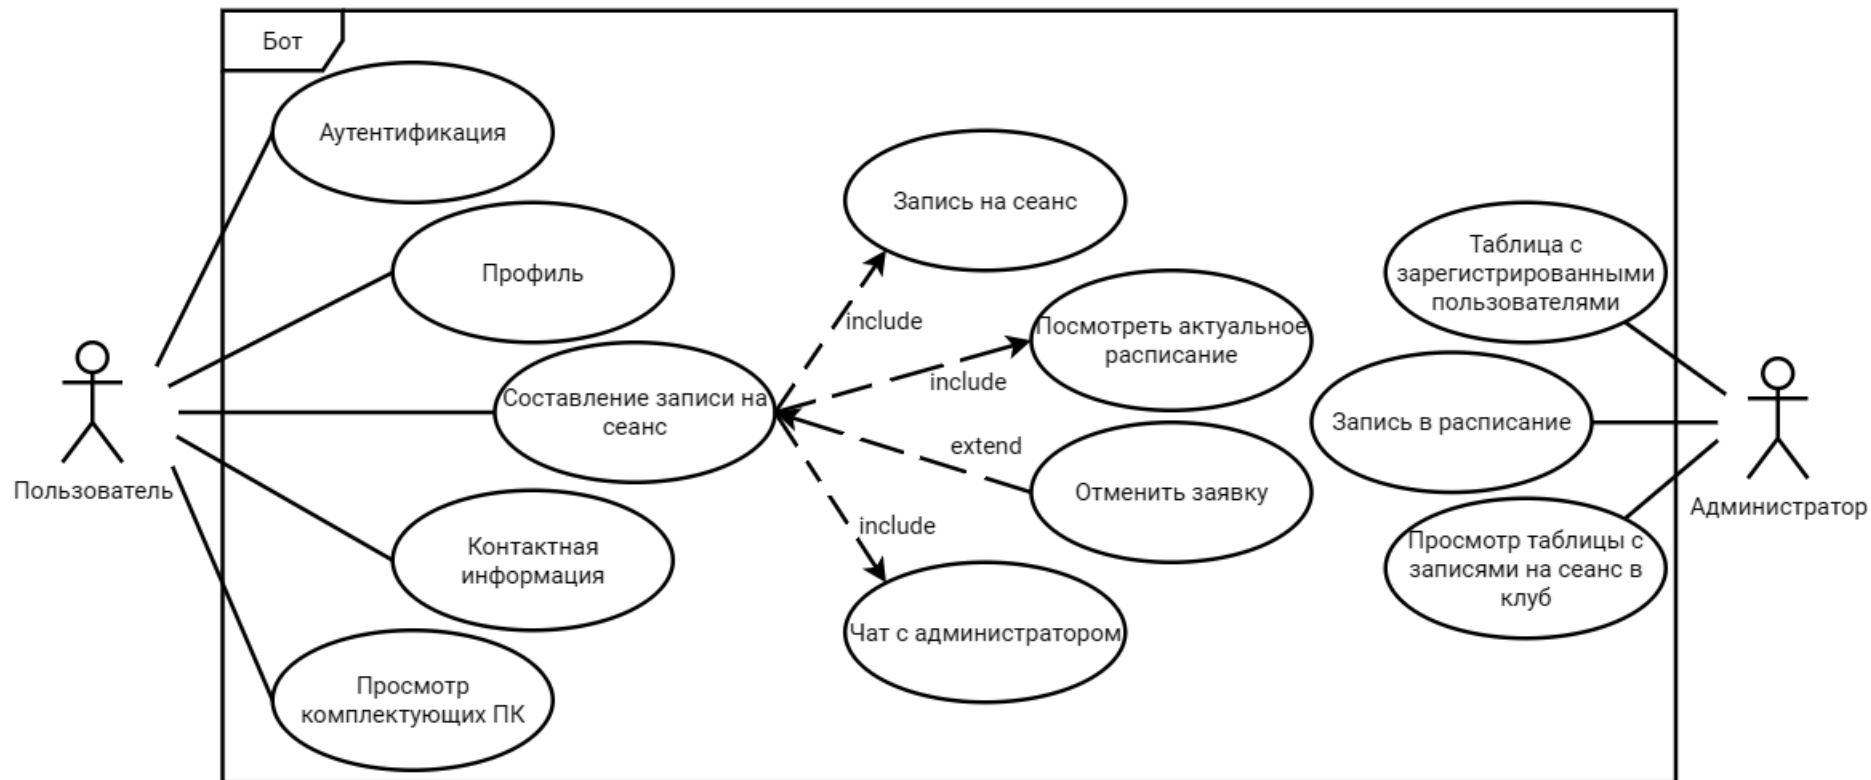 Бот
Аутентификация
Профиль
Составление записи на
сеанс
Контактная
информация
Просмотр
комплектующих ПК
Пользователь
Запись на сеанс
include
Посмотреть актуальное
расписание
include
extend
Отменить заявку
include
Чат с администратором
Таблица с
зарегистрированными
пользователями
Запись в расписание
Просмотр таблицы с
записями на сеанс в
клуб
Администратор